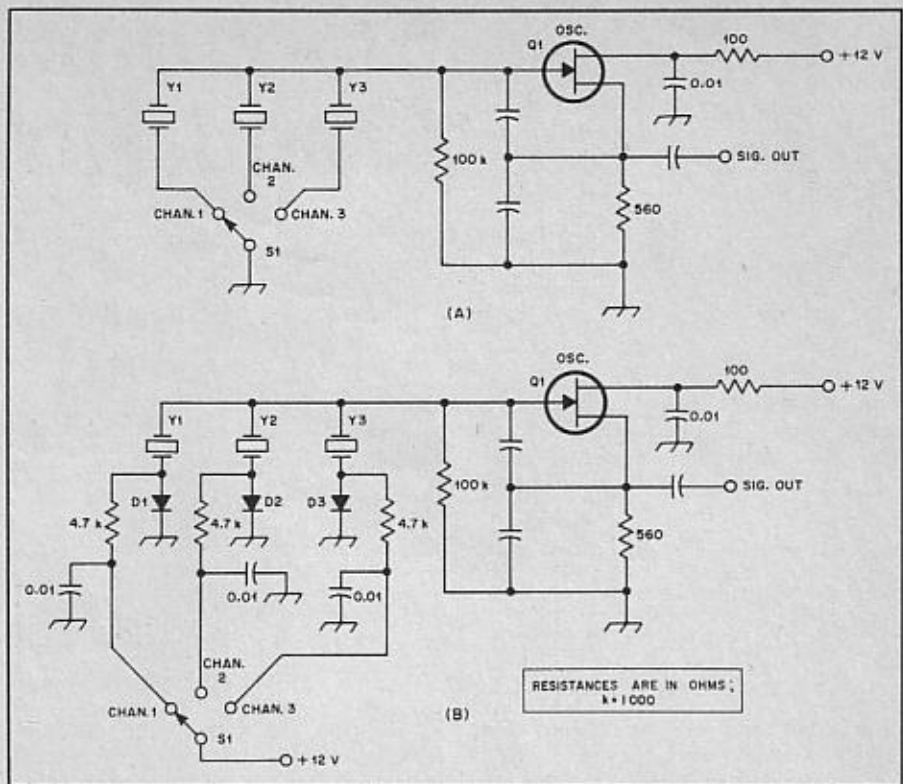 OSC.
Q1
100
+12 V
0.01
Y1
Y2
Y3
100 k
SIG. OUT
CHAN. 2
CHAN. 1
CHAN. 3
560
S1
(A)
OSC.
Q1
100
+12 V
0.01
Y1
Y2
Y3
100 k
SIG. OUT
D1
D2
D3
4.7 k
4.7 k
4.7 k
560
0.01
0.01
0.01
CHAN. 2
CHAN. 1
CHAN. 3
(B)
S1
+12 V
RESISTANCES ARE IN OHMS;
k=1000